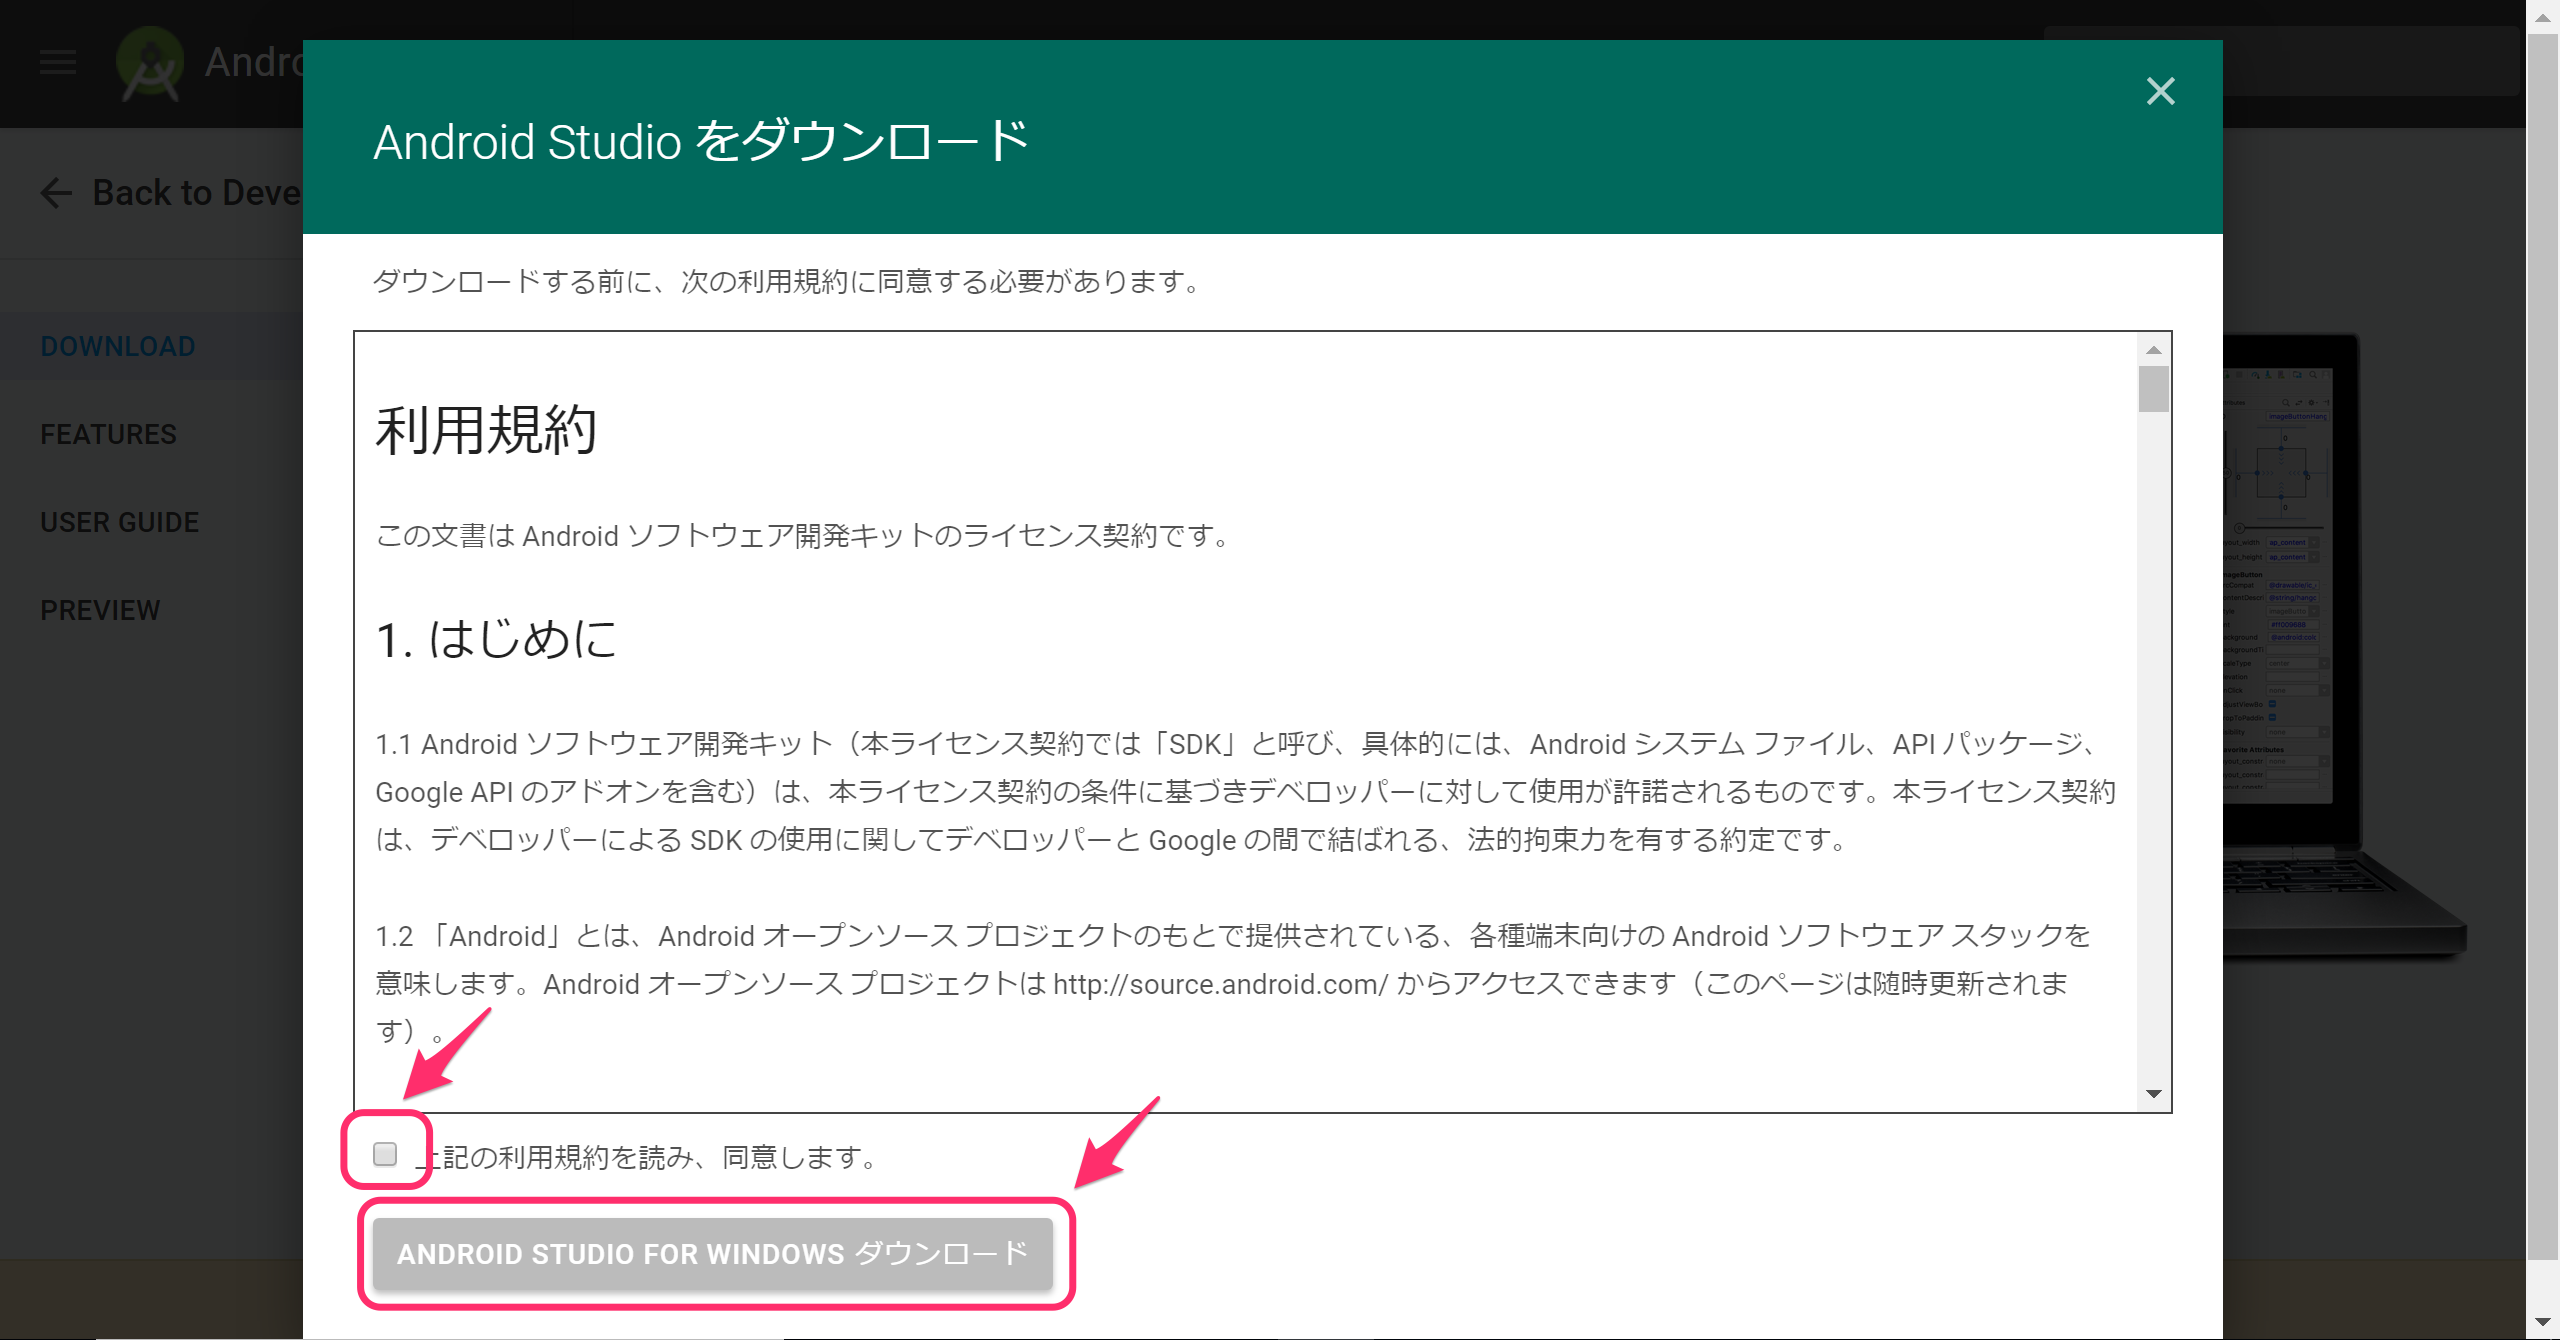 Andro
Back to Deve
DOWNLOAD
FEATURES
USER GUIDE
PREVIEW
Android Studio をダウンロード
ダウンロードする前に、次の利用規約に同意する必要があります。
利用規約
この文書は Android ソフトウェア開発キットのライセンス契約です。
1. はじめに
1.1 Android ソフトウェア開発キット（本ライセンス契約では「SDK」と呼び、具体的には、Android システム ファイル、API パッケージ、
Google API のアドオンを含む）は、本ライセンス契約の条件に基づきデベロッパーに対して使用が許諾されるものです。本ライセンス契約
は、デベロッパーによる SDK の使用に関してデベロッパーと Google の間で結ばれる、法的拘束力を有する約定です。
1.2 「Android」とは、Android オープンソース プロジェクトのもとで提供されている、各種端末向けの Android ソフトウェア スタックを
意味します。Android オープンソース プロジェクトは http://source.android.com/ からアクセスできます（このページは随時更新されま
す）。
上記の利用規約を読み、同意します。
ANDROID STUDIO FOR WINDOWS ダウンロード